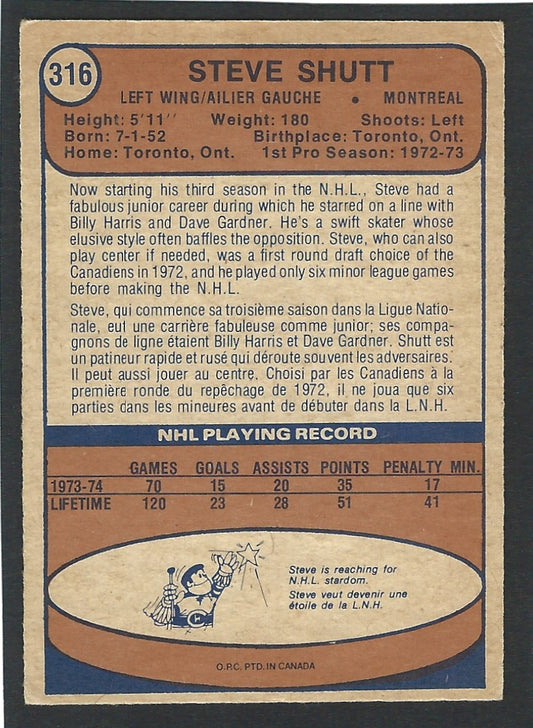 316
STEVE SHUTT
LEFT WING/AILIER GAUCHE • MONTREAL
Height: 5'11" Weight: 180 Shoots: Left
Born: 7-1-52 Birthplace: Toronto, Ont.
Home: Toronto, Ont. 1st Pro Season: 1972-73
Now starting his third season in the N.H.L., Steve had a
fabulous junior career during which he starred on a line with
Billy Harris and Dave Gardner. He's a swift skater whose
elusive style often baffles the opposition. Steve, who can also
play center if needed, was a first round draft choice of the
Canadiens in 1972, and he played only six minor league games
before making the N.H.L.
Steve, qui commence sa troisième saison dans la Ligue Natio-
nale, eut une carrière fabuleuse comme junior; ses compa-
gnons de ligne étaient Billy Harris et Dave Gardner. Shutt est
un patineur rapide et rusé qui déroute souvent les adversaires.
Il peut aussi jouer au centre. Choisi par les Canadiens à la
première ronde du repêchage de 1972, il ne joua que six
parties dans les mineures avant de débuter dans la L.N.H.
NHL PLAYING RECORD
GAMES GOALS ASSISTS POINTS PENALTY MIN.
1973-74 70 15 20 35 17
LIFETIME 120 23 28 51 41
Steve is reaching for
N.H.L. stardom.
Steve veut devenir une
étoile de la L.N.H.
O.P.C. PTD. IN CANADA